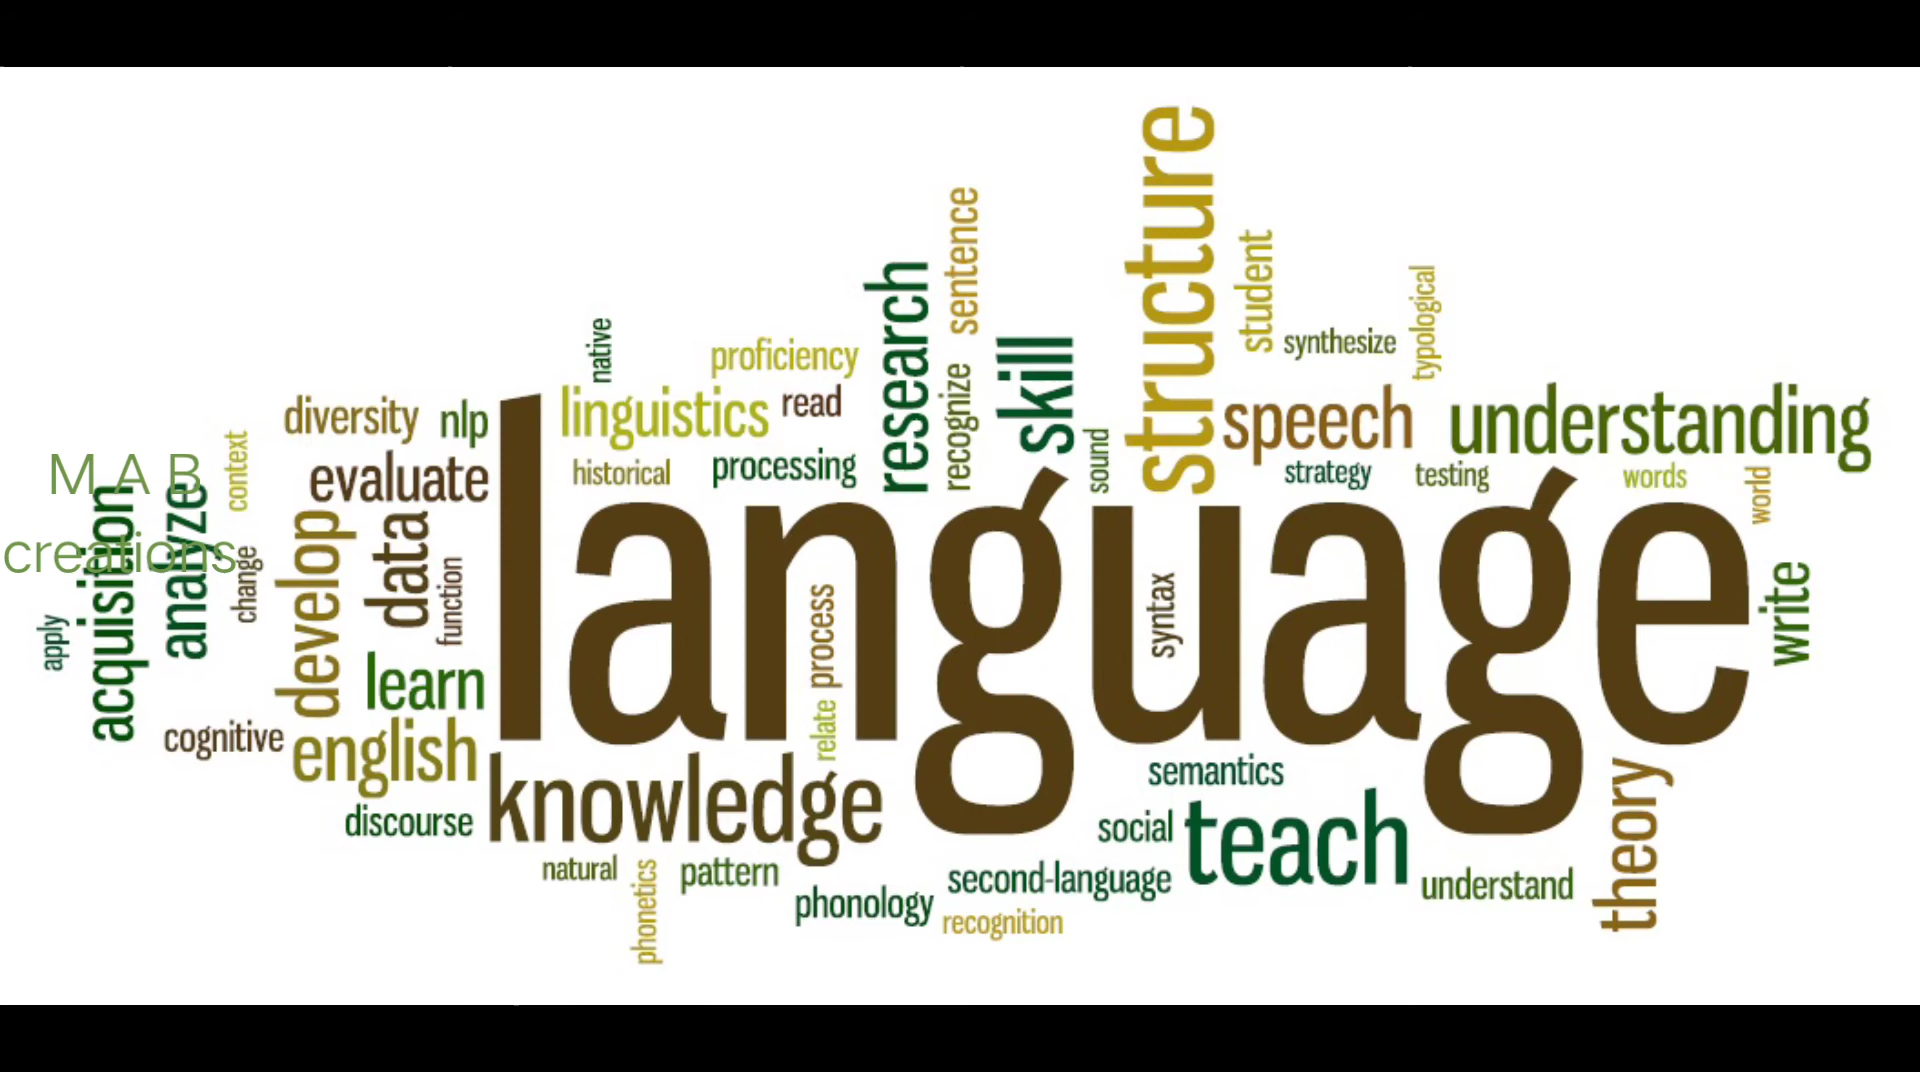 structure
sentence
student
research
typological
native
synthesize
skill
proficiency
recognize
understanding
linguistics
read
speech
diversity
nlp
sound
context
evaluate
historical
processing
strategy
testing
words
world
M A B
creations
acquisition
analyze
develop
data
change
function
language
syntax
process
write
apply
learn
relate
cognitive
english
knowledge
semantics
theory
discourse
social
teach
natural
phonetics
pattern
second-language
understand
phonology
recognition